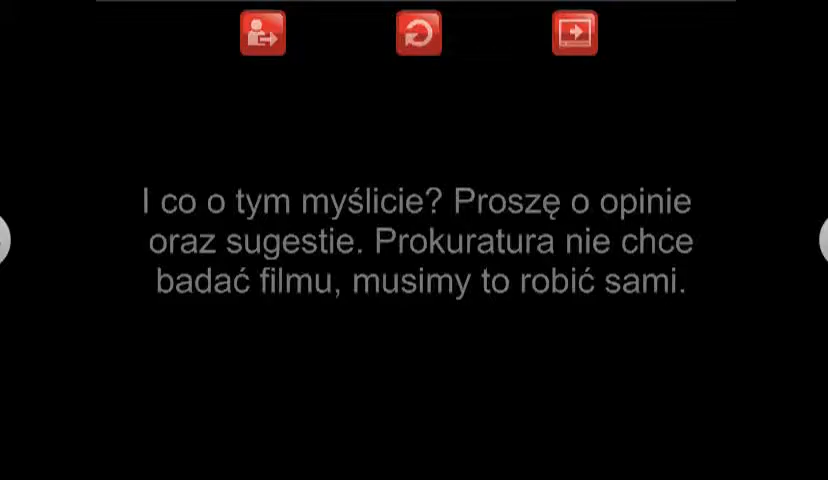 I co o tym myślicie? Proszę o opinie
oraz sugestie. Prokuratura nie chce
badać filmu, musimy to robić sami.